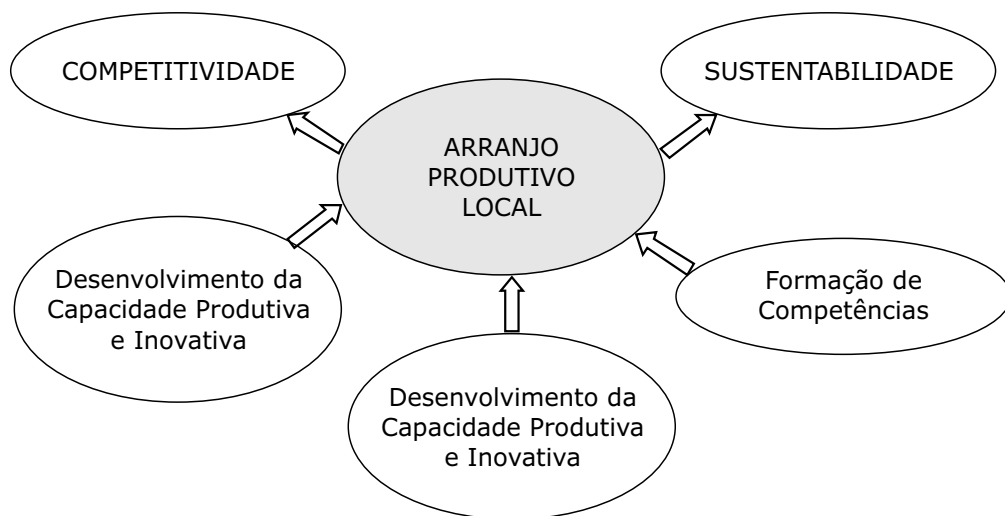 COMPETITIVIDADE
SUSTENTABILIDADE
ARRANJO
PRODUTIVO
LOCAL
Desenvolvimento da
Capacidade Produtiva
e Inovativa
Formação de
Competências
Desenvolvimento da
Capacidade Produtiva
e Inovativa